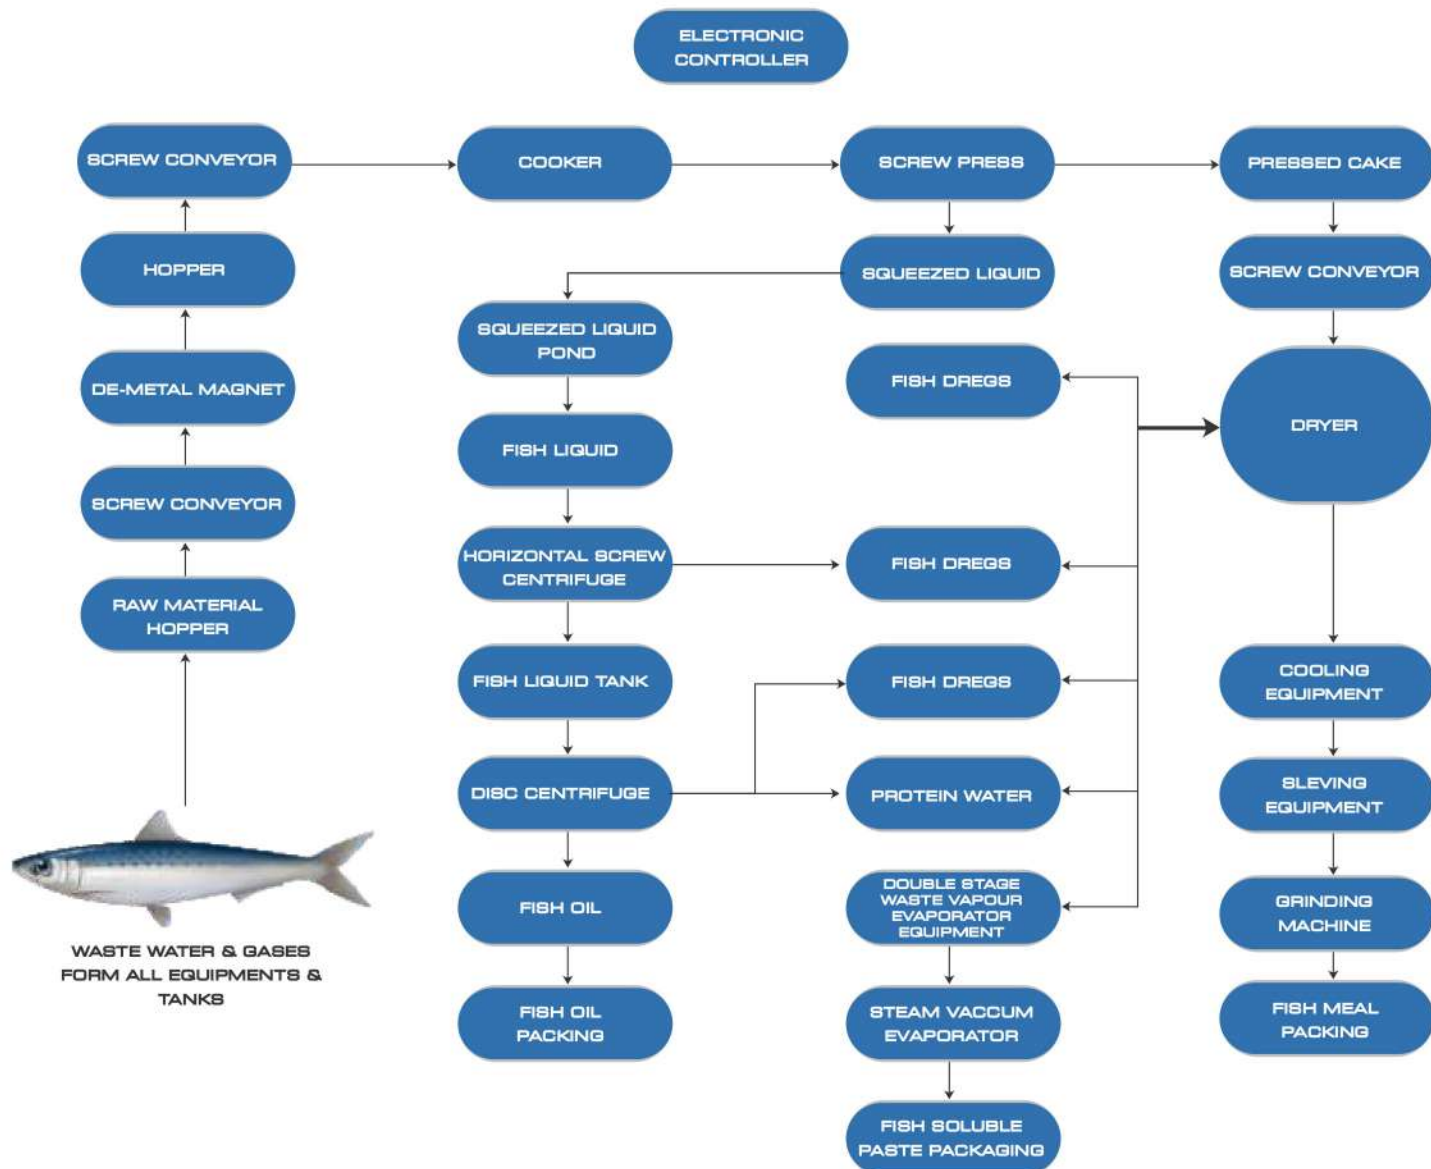 ELECTRONIC
CONTROLLER
SCREW CONVEYOR
COOKER
SCREW PRESS
PRESSED CAKE
HOPPER
SQUEEZED LIQUID
SCREW CONVEYOR
SQUEEZED LIQUID
POND
DE-METAL MAGNET
FISH DREGS
DRYER
FISH LIQUID
SCREW CONVEYOR
HORIZONTAL SCREW
CENTRIFUGE
FISH DREGS
RAW MATERIAL
HOPPER
FISH LIQUID TANK
FISH DREGS
COOLING
EQUIPMENT
DISC CENTRIFUGE
PROTEIN WATER
SLEVING
EQUIPMENT
FISH OIL
DOUBLE STAGE
WASTE VAPOUR
EVAPORATOR
EQUIPMENT
GRINDING
MACHINE
WASTE WATER & GASES
FORM ALL EQUIPMENTS &
TANKS
FISH OIL
PACKING
STEAM VACCUM
EVAPORATOR
FISH MEAL
PACKING
FISH SOLUBLE
PASTE PACKAGING